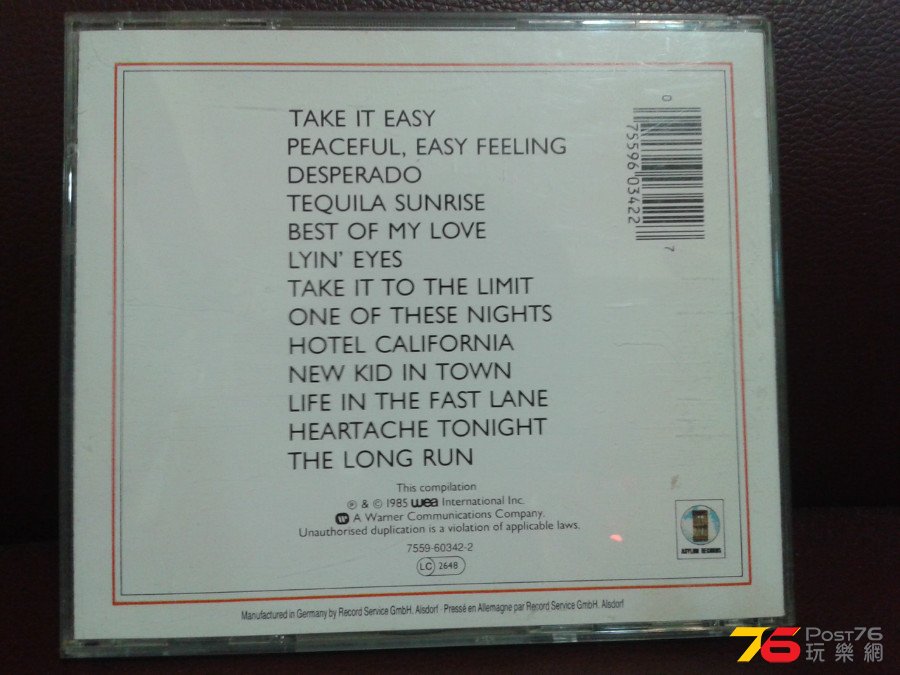 TAKE IT EASY
PEACEFUL, EASY FEELING
DESPERADO
TEQUILA SUNRISE
BEST OF MY LOVE
LYIN' EYES
TAKE IT TO THE LIMIT
ONE OF THESE NIGHTS
HOTEL CALIFORNIA
NEW KID IN TOWN
LIFE IN THE FAST LANE
HEARTACHE TONIGHT
THE LONG RUN
0 75596 03422 7
This compilation
℗ & © 1985 wea International Inc.
A Warner Communications Company.
Unauthorised duplication is a violation of applicable laws.
7559-60342-2
LC 2648
ASYLUM RECORDS
Manufactured in Germany by Record Service GmbH. Alsdorf · Pressé en Allemagne par Record Service GmbH. Alsdorf
76 Post76
玩樂網